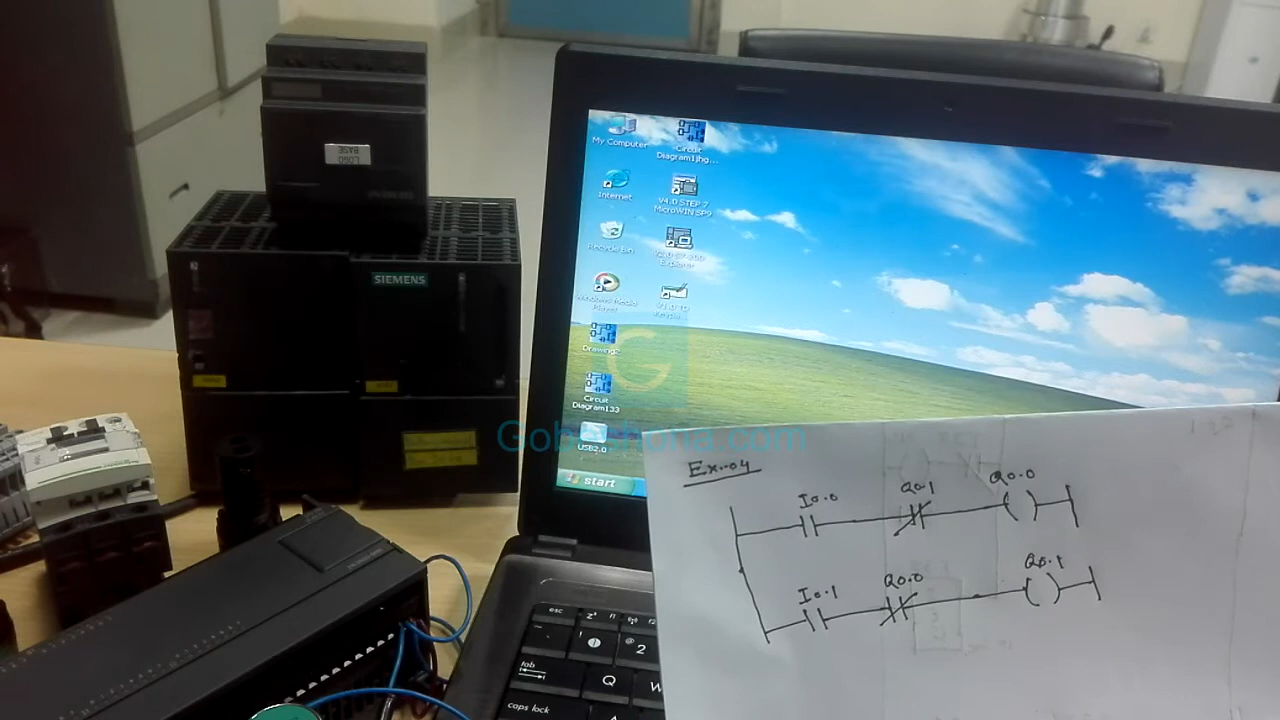 LOGO
BASE
SIEMENS
SIEMENS
My Computer
Circuit
Diagram1jhg...
Internet
V4.0 STEP 7
MicroWIN SP9
Recycle Bin
Explorer
Windows Media
Player
Drawing2
Circuit
Diagram133
USB2.0
start
Gobeshona.com
Ex-04
I0.0 Q0.1 Q0.0
I0.1 Q0.0 Q0.1
esc
tab
Q
W
caps lock
A
2